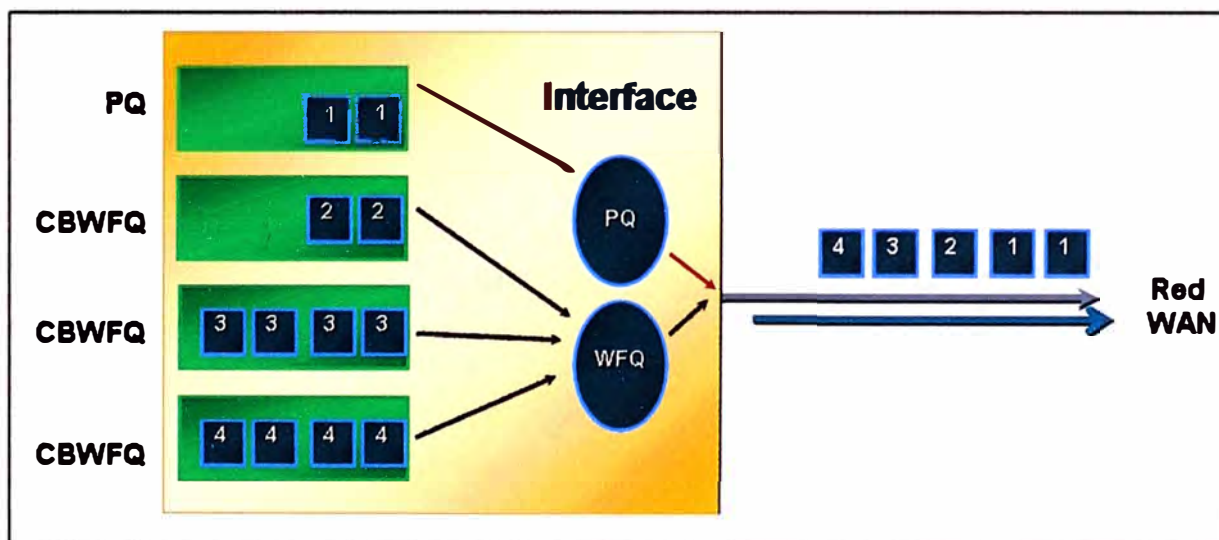 PQ
1 1
Interface
CBWFQ
2 2
PQ
4 3 2 1 1
CBWFQ
3 3 3 3
WFQ
Red
WAN
CBWFQ
4 4 4 4